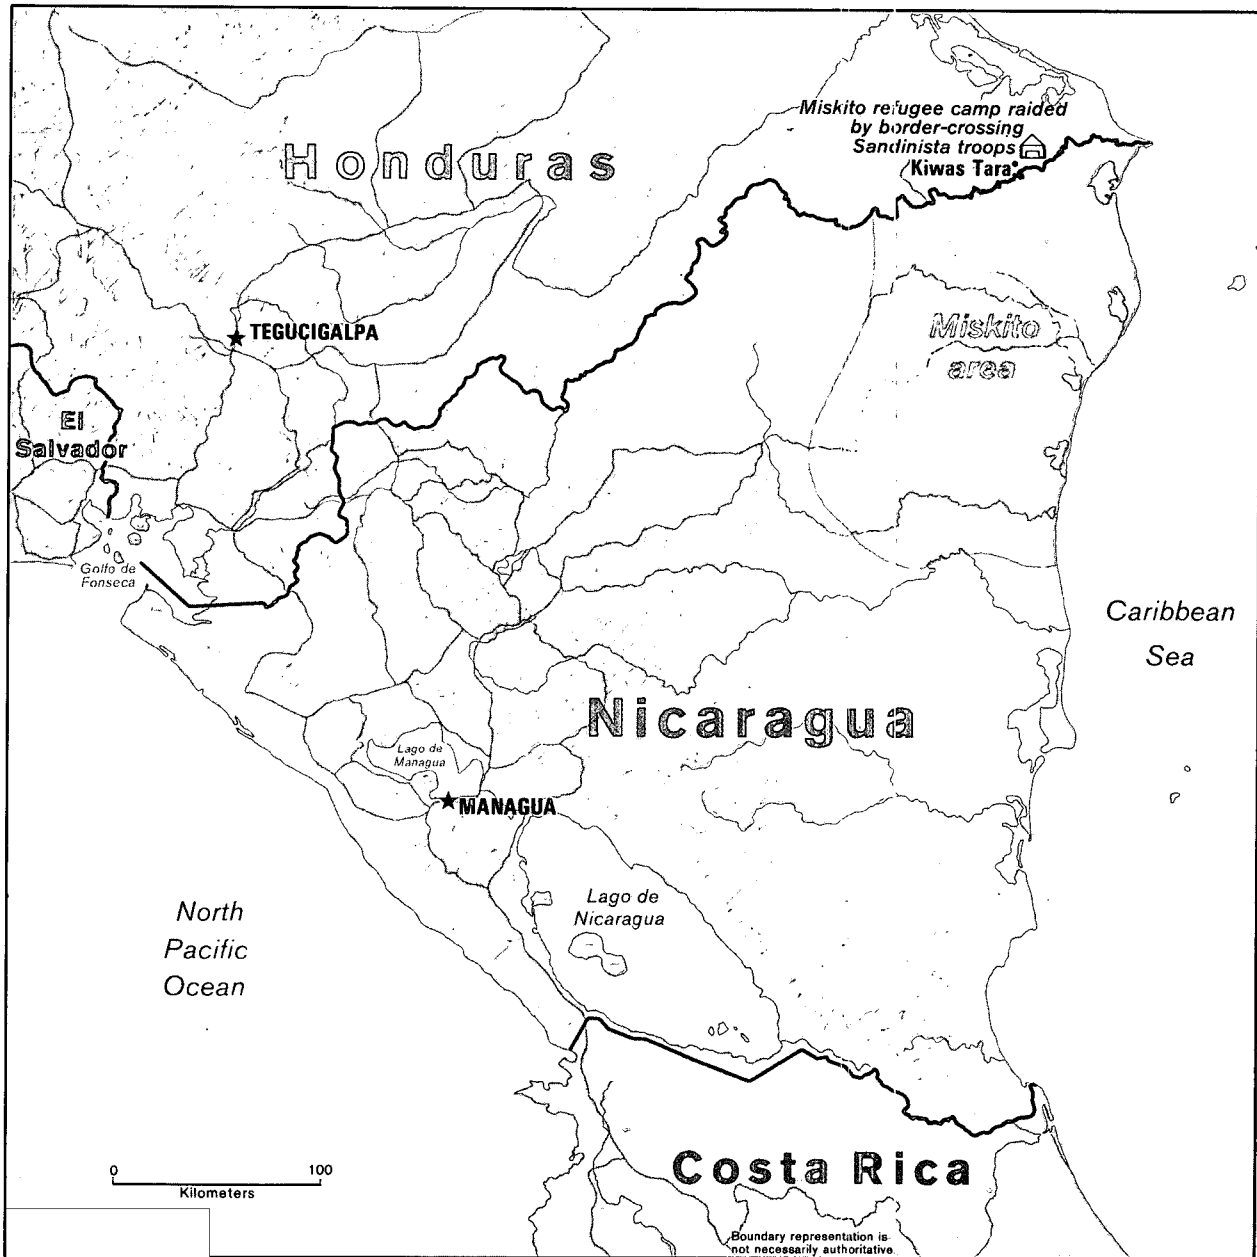 Miskito refugee camp raided
by border-crossing
Sandinista troops
Kiwas Tara
Honduras
TEGUCIGALPA
Miskito
area
El
Salvador
Golfo de
Fonseca
Caribbean
Sea
Nicaragua
Lago de
Managua
MANAGUA
Lago de
Nicaragua
North
Pacific
Ocean
Costa Rica
0 100
Kilometers
Boundary representation is
not necessarily authoritative.